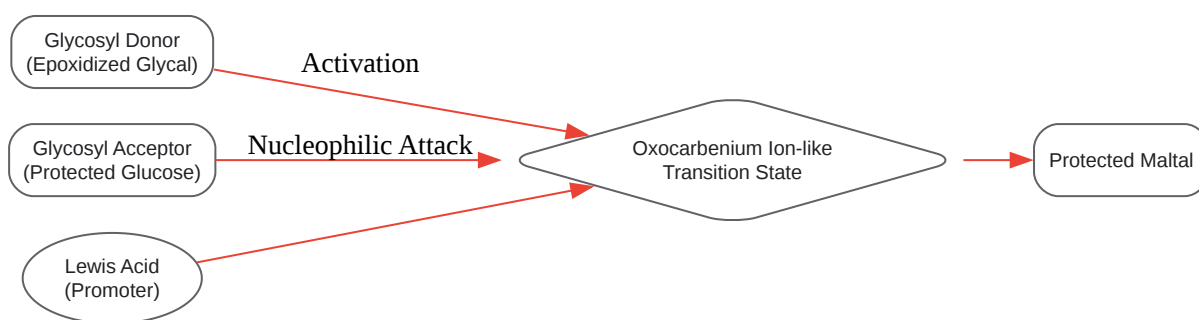 Glycosyl Donor
(Epoxidized Glycal)
Activation
Glycosyl Acceptor
(Protected Glucose)
Nucleophilic Attack
Oxocarbenium Ion-like
Transition State
Protected Maltal
Lewis Acid
(Promoter)